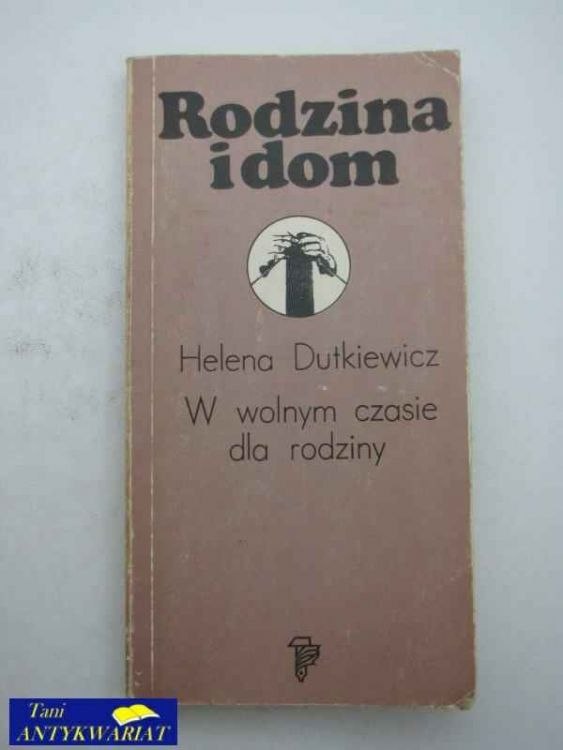 Rodzina
i dom
Helena Dutkiewicz
W wolnym czasie
dla rodziny
Tani
ANTYKWARIAT